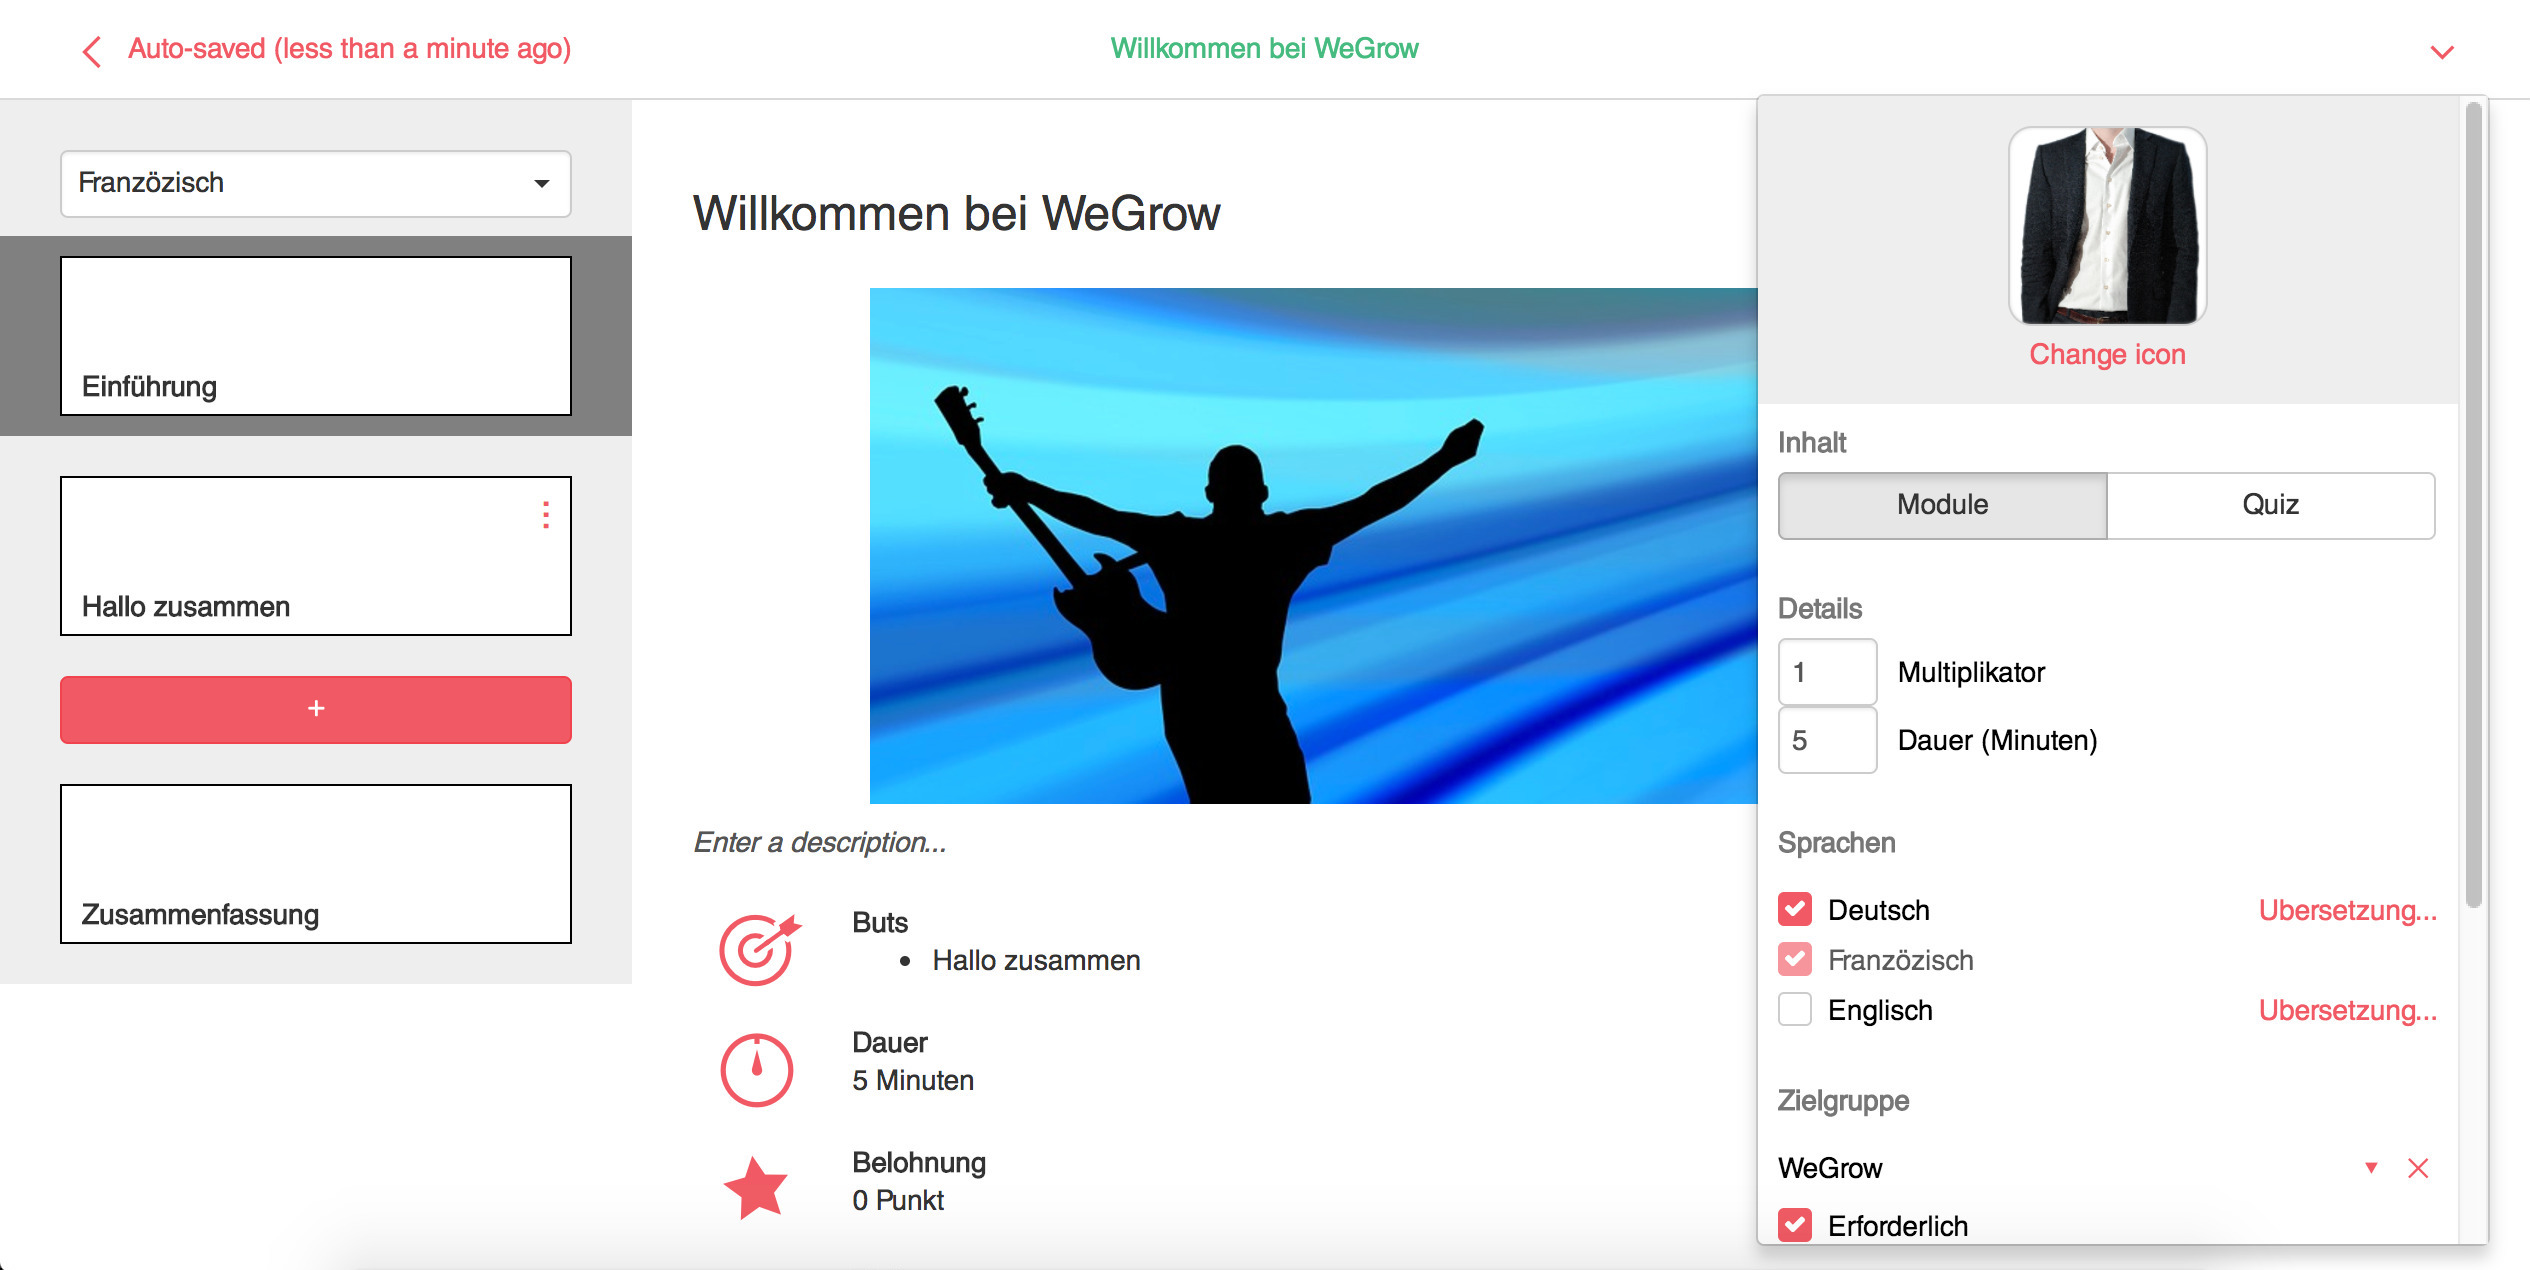 Auto-saved (less than a minute ago)
Willkommen bei WeGrow
Franzözisch
Einführung
Hallo zusammen
+
Zusammenfassung
Willkommen bei WeGrow
Enter a description...
Buts
• Hallo zusammen
Dauer
5 Minuten
Belohnung
0 Punkt
Change icon
Inhalt
Module
Quiz
Details
1 Multiplikator
5 Dauer (Minuten)
Sprachen
Deutsch Ubersetzung...
Franzözisch
Englisch Ubersetzung...
Zielgruppe
WeGrow
Erforderlich